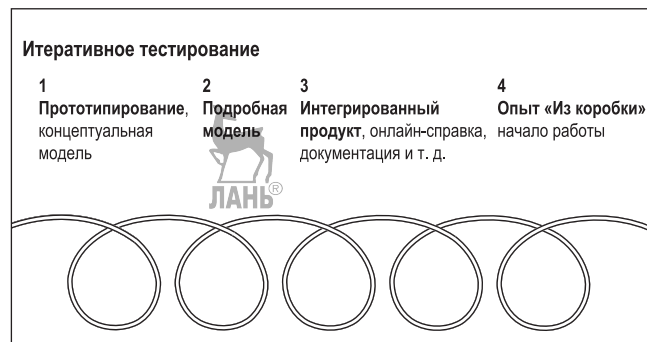 Итеративное тестирование
1
Прототипирование,
концептуальная
модель
2
Подробная
модель
3
Интегрированный
продукт, онлайн-справка,
документация и т. д.
4
Опыт «Из коробки»
начало работы
ЛАНЬ®